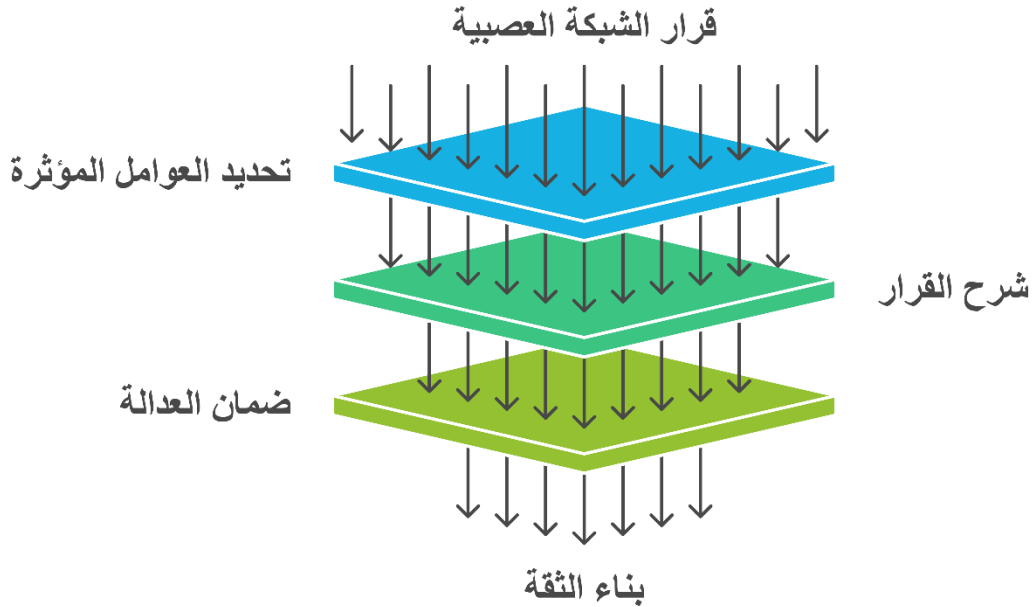 قرار الشبكة العصبية
تحديد العوامل المؤثرة
شرح القرار
ضمان العدالة
بناء الثقة